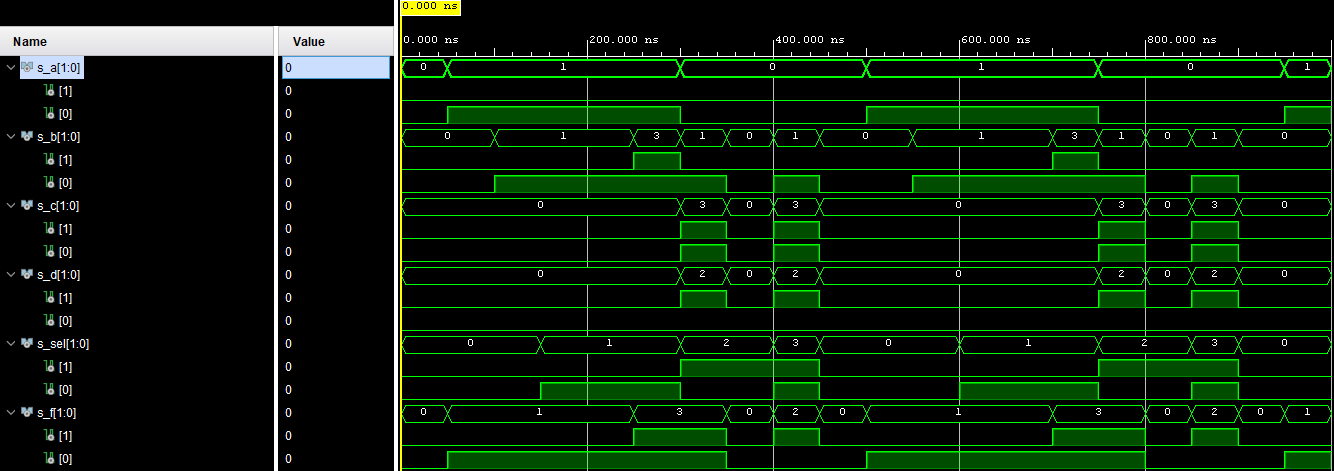 0.000 ns
Name Value 0.000 ns 200.000 ns 400.000 ns 600.000 ns 800.000 ns
s_a[1:0] 0 0 1 0 1 0 1
[1] 0
[0] 0
s_b[1:0] 0 0 1 3 1 0 1 0 1 3 1 0 1 0
[1] 0
[0] 0
s_c[1:0] 0 0 3 0 3 0 3 0 3 0
[1] 0
[0] 0
s_d[1:0] 0 0 2 0 2 0 2 0 2 0
[1] 0
[0] 0
s_sel[1:0] 0 0 1 2 3 0 1 2 3 0
[1] 0
[0] 0
s_f[1:0] 0 0 1 3 0 2 0 1 3 0 2 0 1
[1] 0
[0] 0